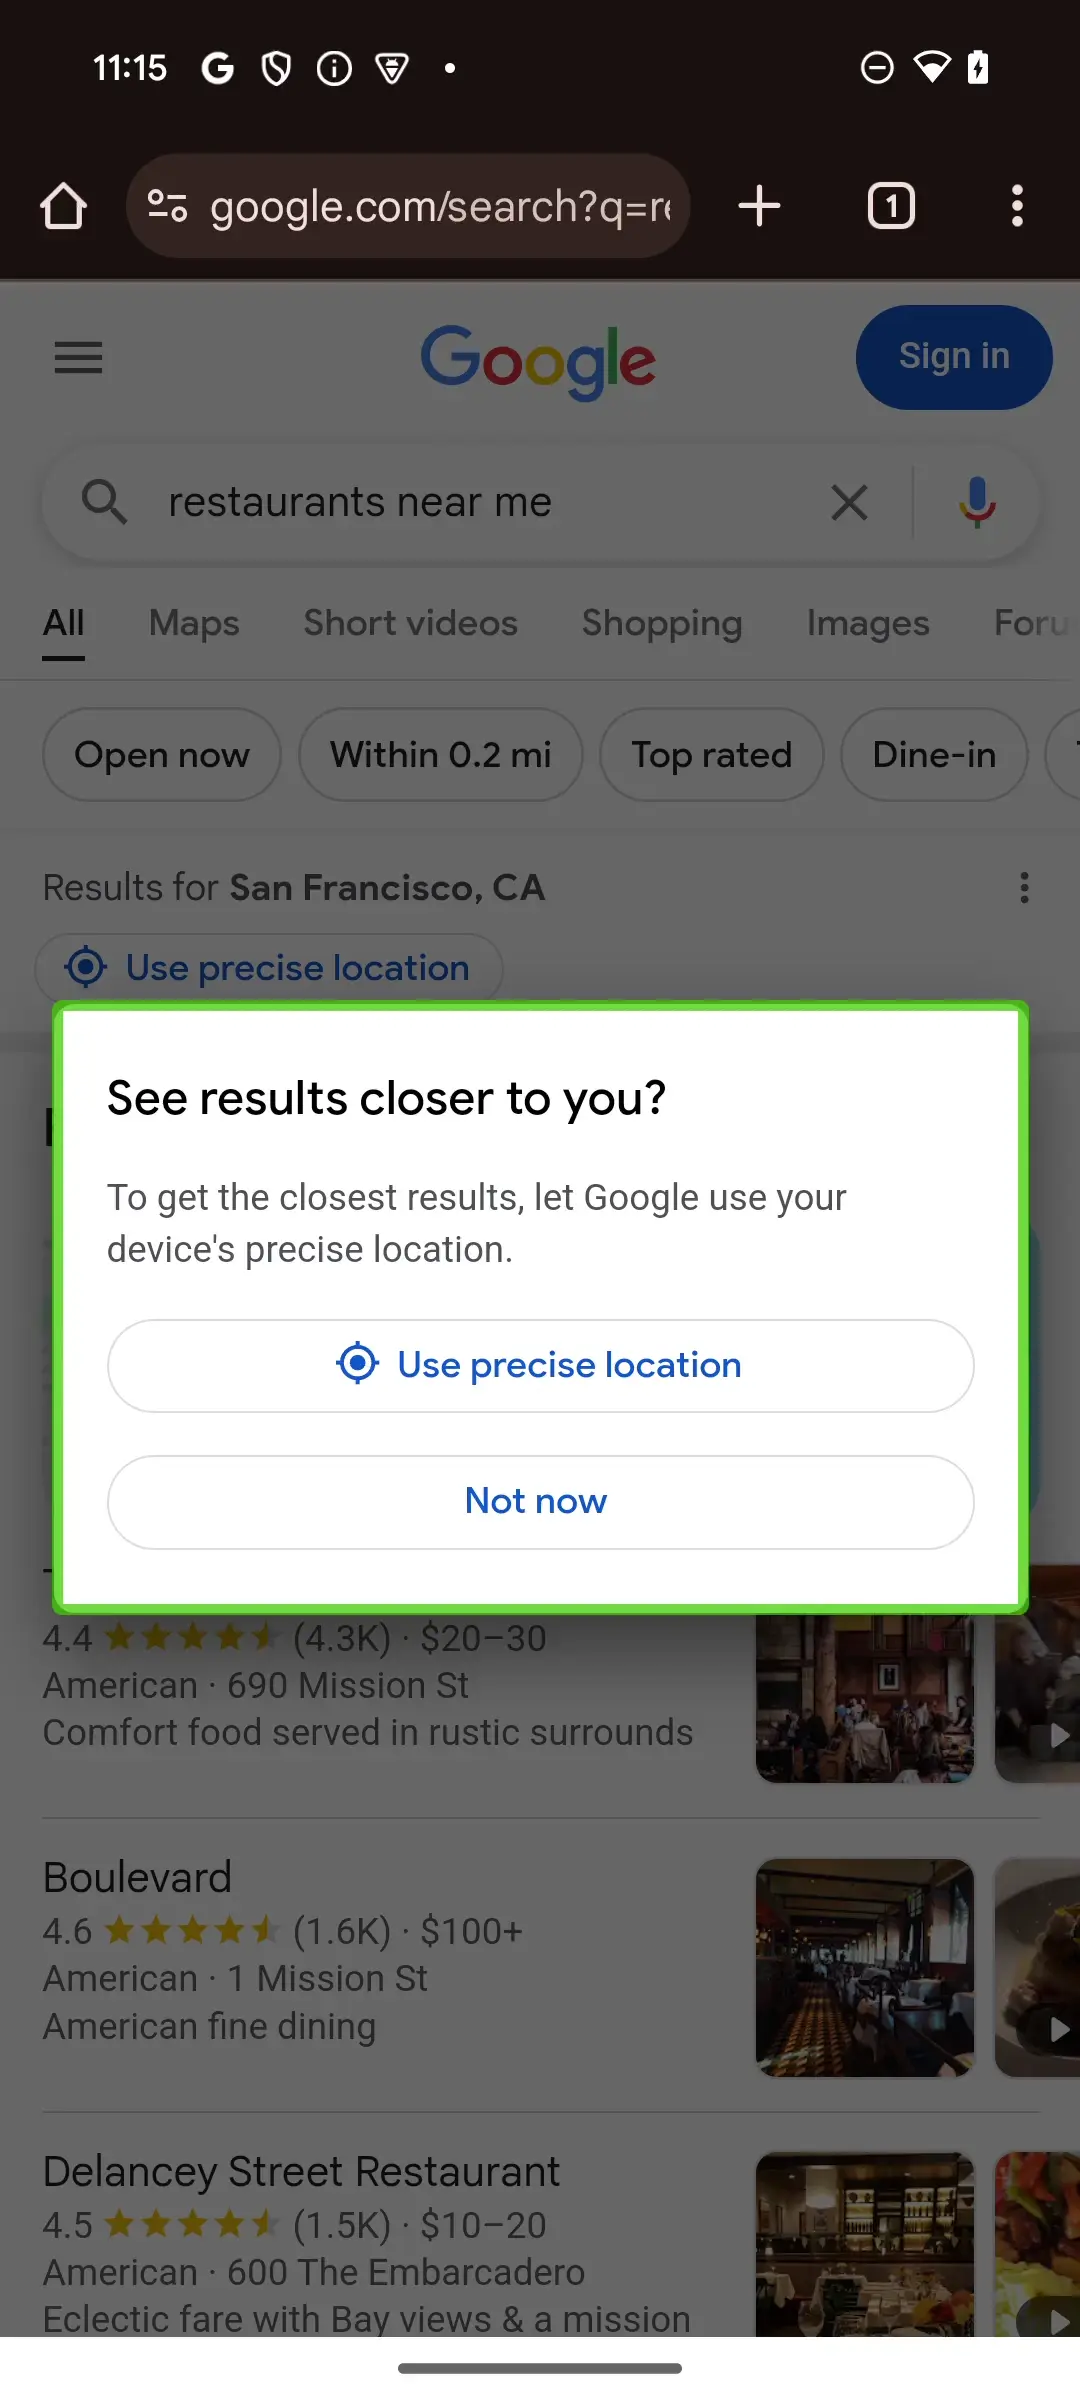 11:15
google.com/search?q=re
1
Google
Sign in
restaurants near me
All Maps Short videos Shopping Images Foru
Open now Within 0.2 mi Top rated Dine-in
Results for San Francisco, CA
Use precise location
See results closer to you?
To get the closest results, let Google use your
device's precise location.
Use precise location
Not now
4.4 (4.3K) · $20–30
American · 690 Mission St
Comfort food served in rustic surrounds
Boulevard
4.6 (1.6K) · $100+
American · 1 Mission St
American fine dining
Delancey Street Restaurant
4.5 (1.5K) · $10–20
American · 600 The Embarcadero
Eclectic fare with Bay views & a mission